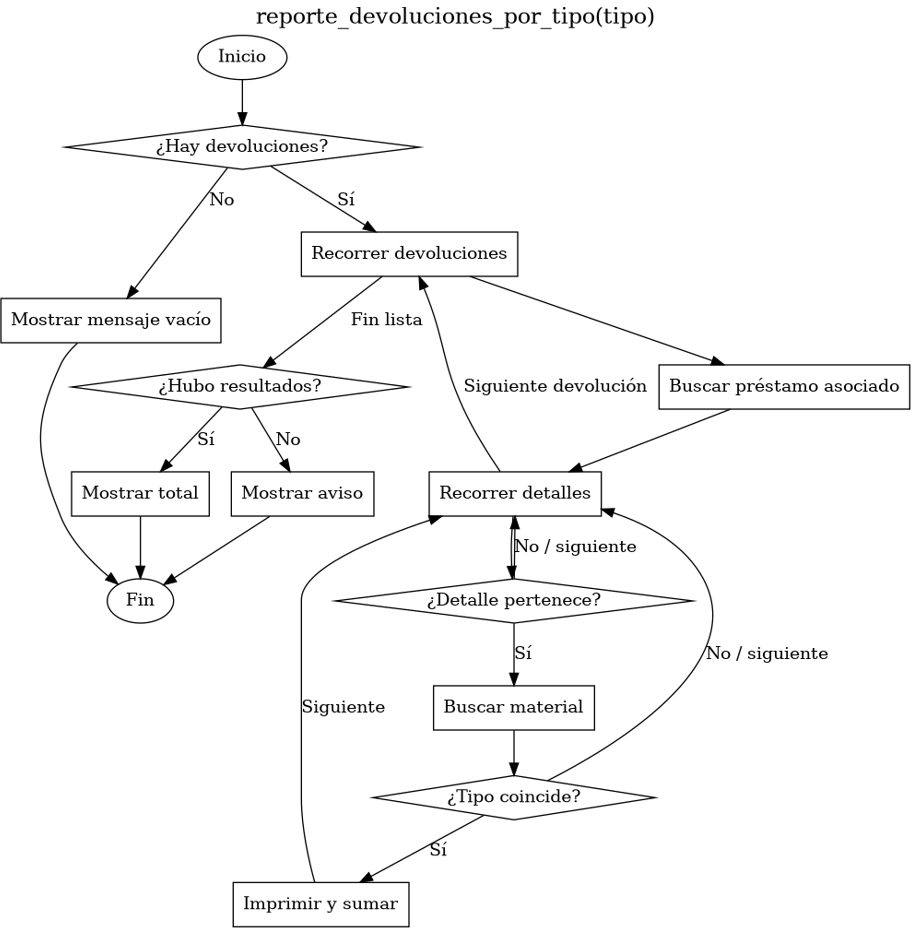 reporte_devoluciones_por_tipo(tipo)
Inicio
¿Hay devoluciones?
No
Sí
Recorrer devoluciones
Mostrar mensaje vacío
Fin lista
¿Hubo resultados?
Siguiente devolución
Buscar préstamo asociado
Sí
No
Mostrar total
Mostrar aviso
Recorrer detalles
No / siguiente
Fin
¿Detalle pertenece?
Sí
No / siguiente
Buscar material
Siguiente
¿Tipo coincide?
Sí
Imprimir y sumar